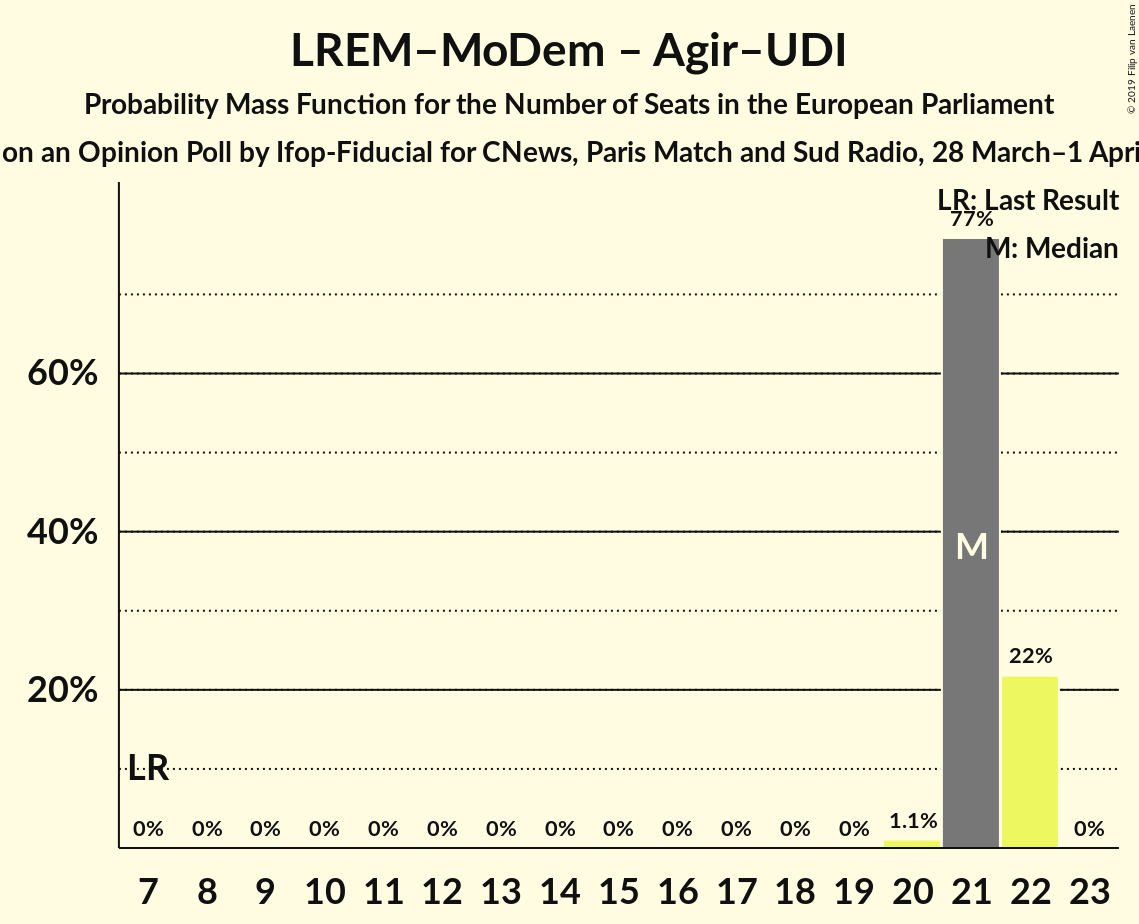 LREM–MoDem – Agir–UDI
Probability Mass Function for the Number of Seats in the European Parliament
on an Opinion Poll by Ifop-Fiducial for CNews, Paris Match and Sud Radio, 28 March–1 Apri
© 2019 Filip van Laenen
LR: Last Result
M: Median
77%
60%
40%
20%
M
22%
LR
0% 0% 0% 0% 0% 0% 0% 0% 0% 0% 0% 0% 0% 1.1% 0%
7 8 9 10 11 12 13 14 15 16 17 18 19 20 21 22 23